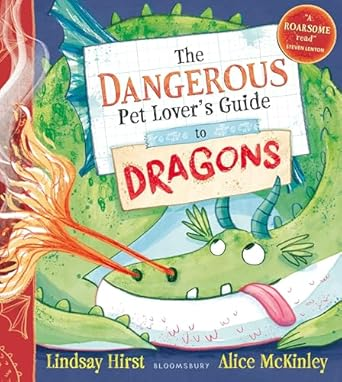 "A
ROARSOME
read"
STEVEN LENTON
The
DANGEROUS
Pet Lover's Guide
to
DRAGONS
Lindsay Hirst
BLOOMSBURY
Alice McKinley